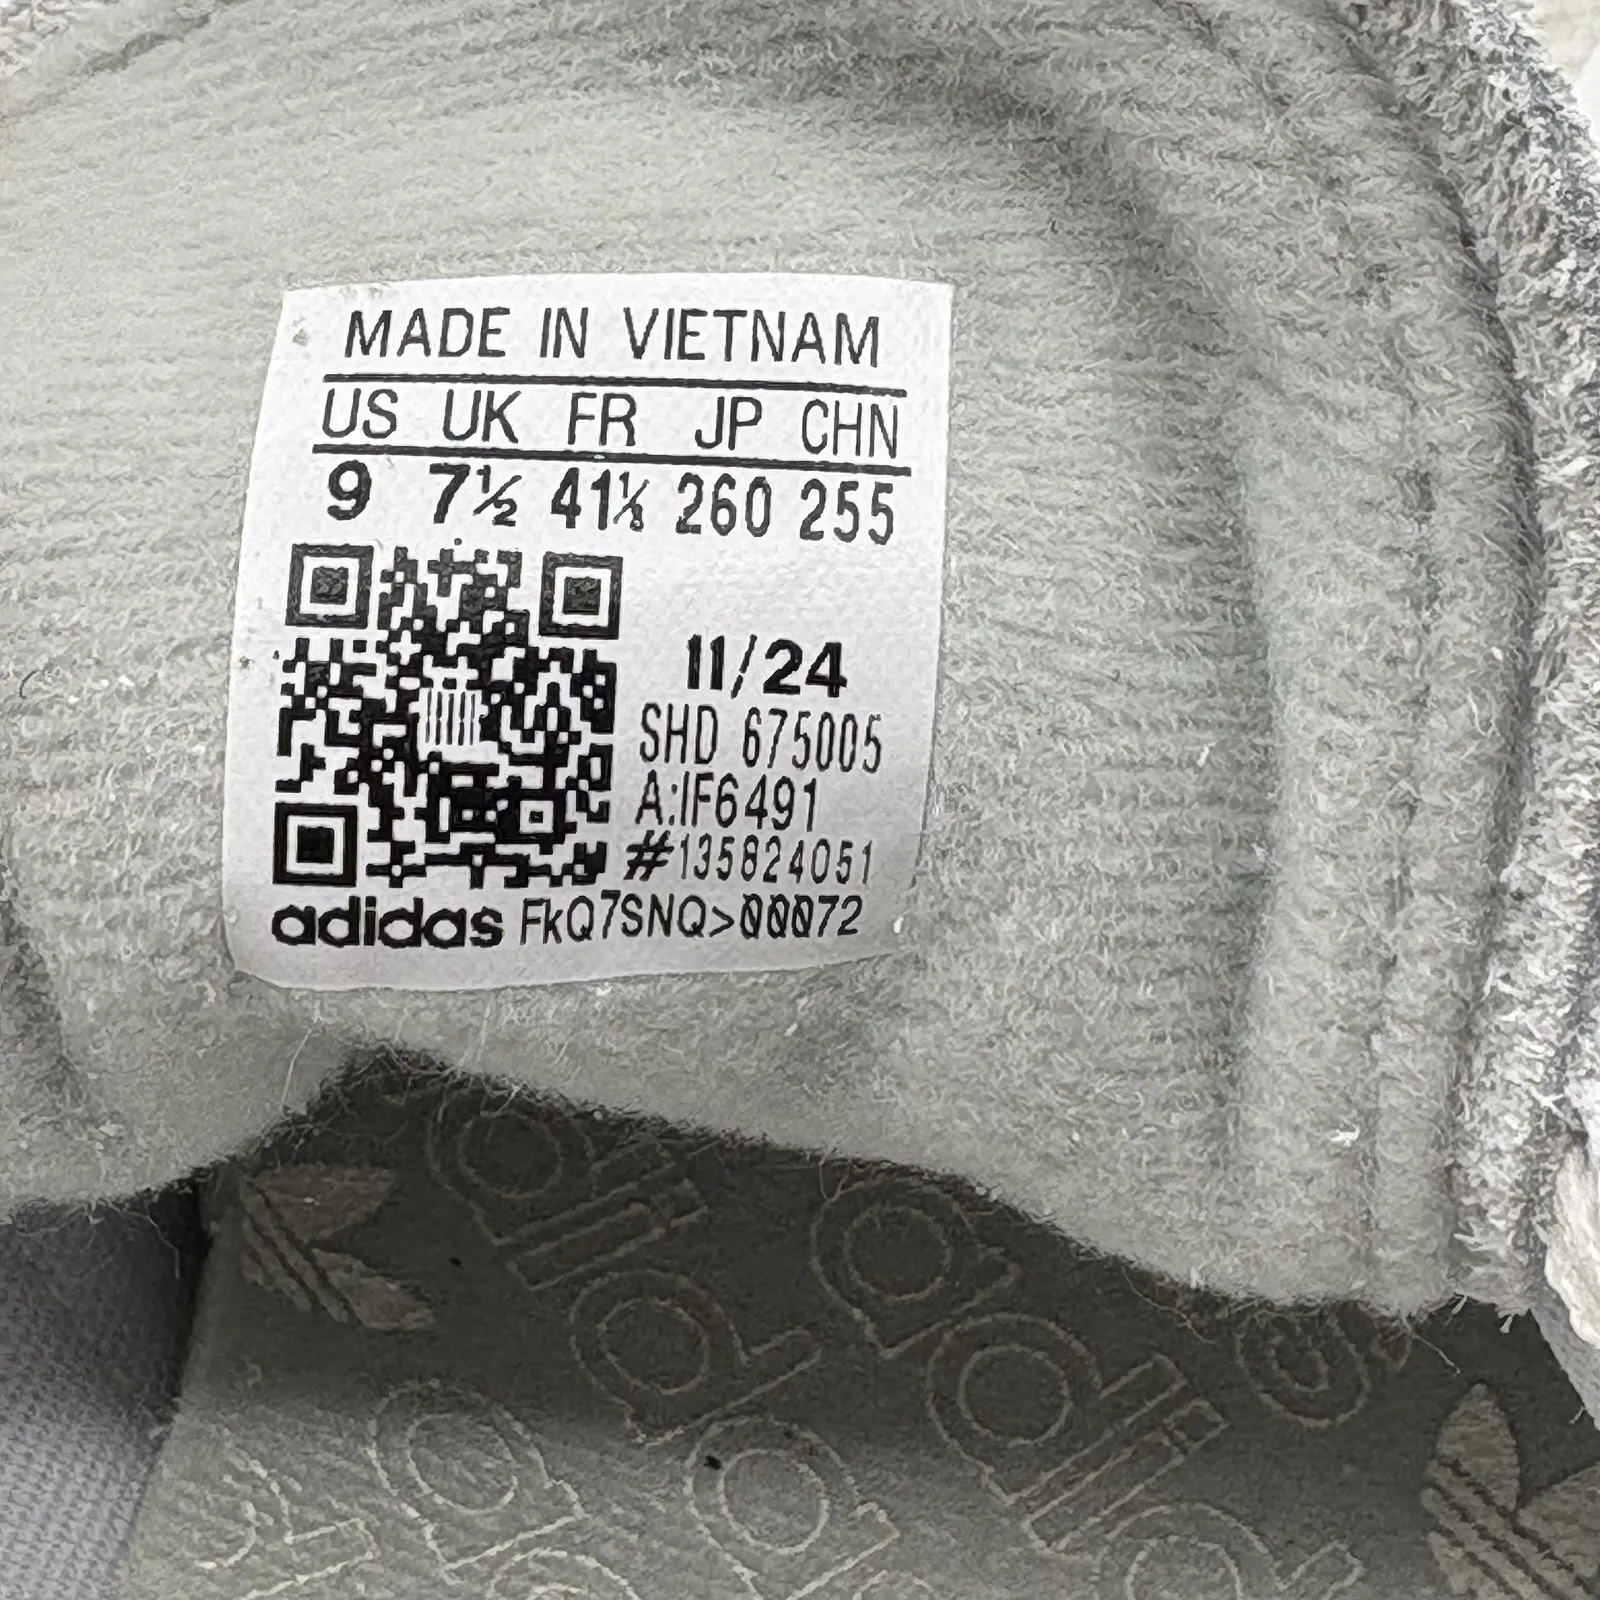 MADE IN VIETNAM
US UK FR JP CHN
9 7½ 41⅓ 260 255
11/24
SHD 675005
A:IF6491
#135824051
adidas FkQ7SNQ>00072